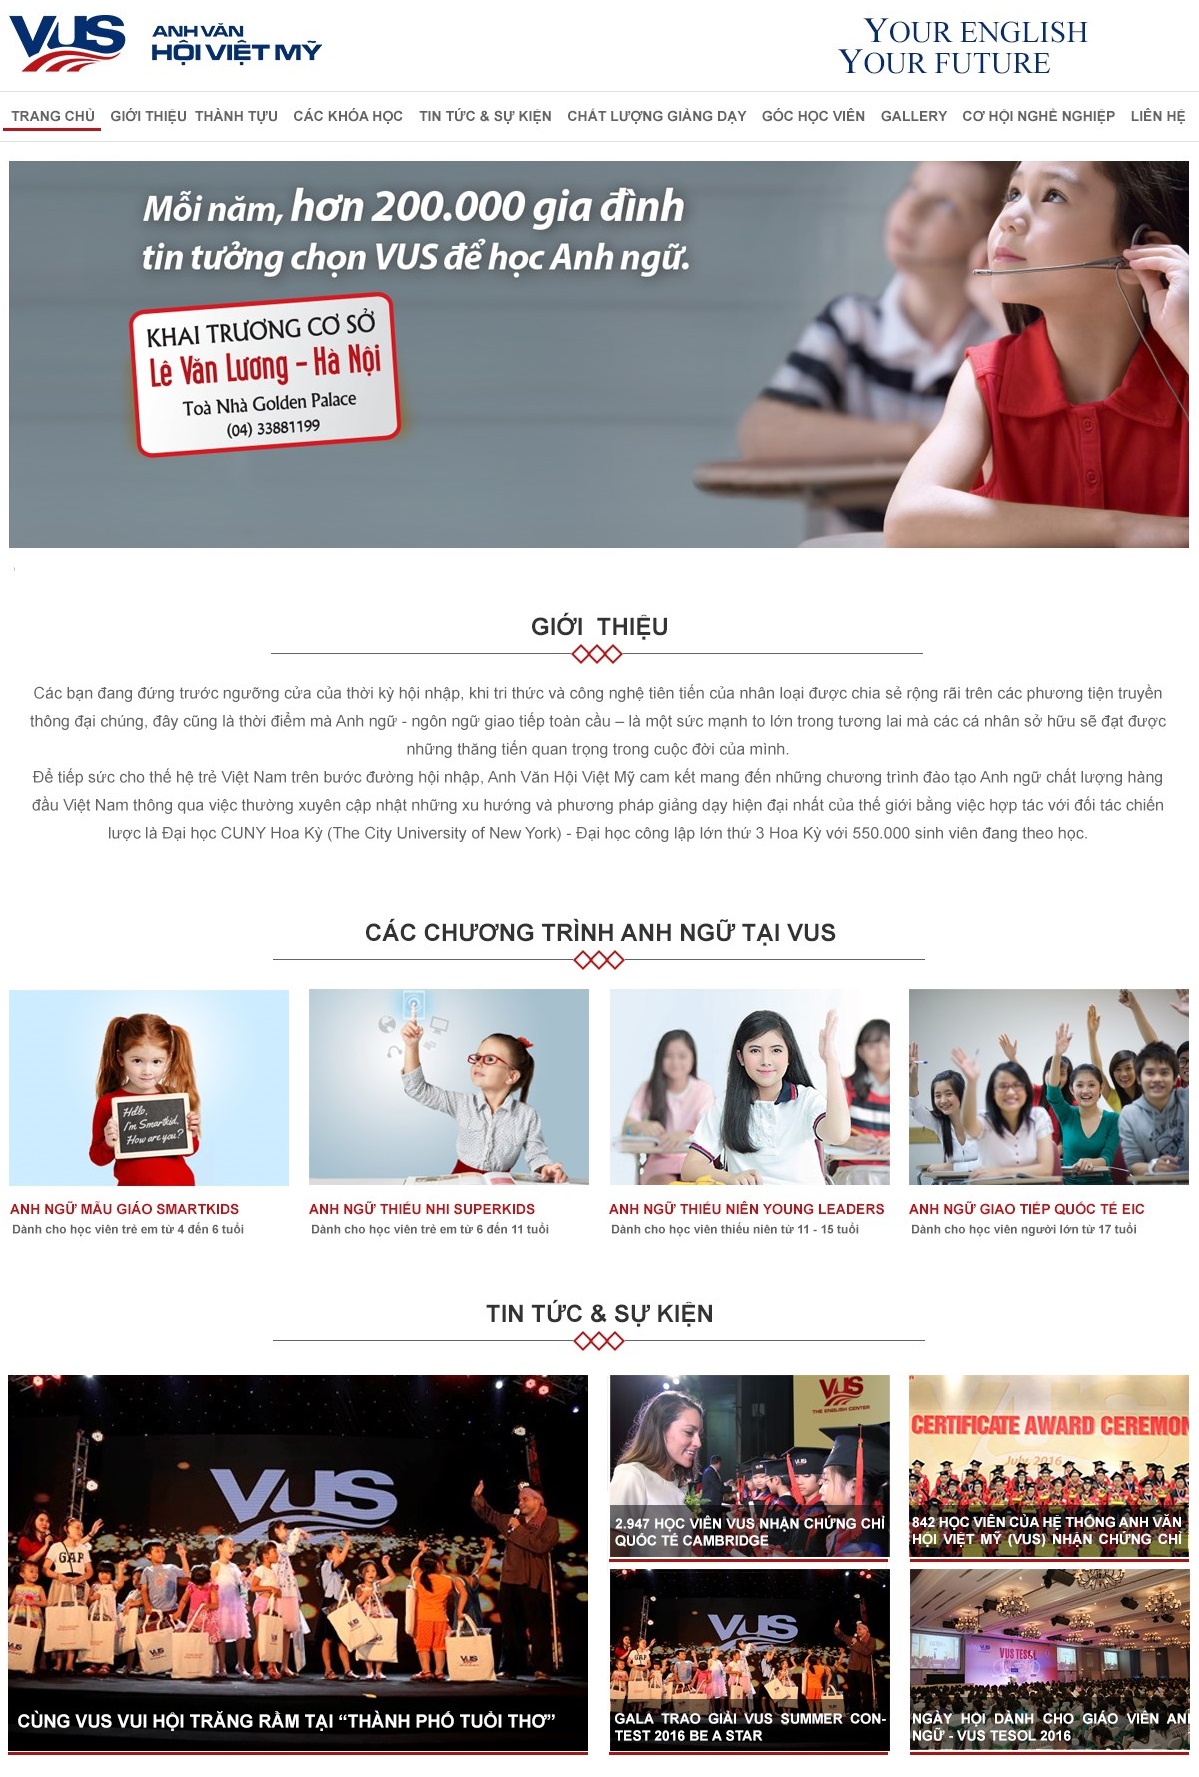 VUS ANH VĂN
HỘI VIỆT MỸ
YOUR ENGLISH
YOUR FUTURE
TRANG CHỦ GIỚI THIỆU THÀNH TỰU CÁC KHÓA HỌC TIN TỨC & SỰ KIỆN CHẤT LƯỢNG GIẢNG DẠY GÓC HỌC VIÊN GALLERY CƠ HỘI NGHỀ NGHIỆP LIÊN HỆ
Mỗi năm, hơn 200.000 gia đình
tin tưởng chọn VUS để học Anh ngữ.
KHAI TRƯƠNG CƠ SỞ
Lê Văn Lương - Hà Nội
Toà Nhà Golden Palace
(04) 33881199
GIỚI THIỆU
Các bạn đang đứng trước ngưỡng cửa của thời kỳ hội nhập, khi tri thức và công nghệ tiên tiến của nhân loại được chia sẻ rộng rãi trên các phương tiện truyền
thông đại chúng, đây cũng là thời điểm mà Anh ngữ - ngôn ngữ giao tiếp toàn cầu – là một sức mạnh to lớn trong tương lai mà các cá nhân sở hữu sẽ đạt được
những thăng tiến quan trọng trong cuộc đời của mình.
Để tiếp sức cho thế hệ trẻ Việt Nam trên bước đường hội nhập, Anh Văn Hội Việt Mỹ cam kết mang đến những chương trình đào tạo Anh ngữ chất lượng hàng
đầu Việt Nam thông qua việc thường xuyên cập nhật những xu hướng và phương pháp giảng dạy hiện đại nhất của thế giới bằng việc hợp tác với đối tác chiến
lược là Đại học CUNY Hoa Kỳ (The City University of New York) - Đại học công lập lớn thứ 3 Hoa Kỳ với 550.000 sinh viên đang theo học.
CÁC CHƯƠNG TRÌNH ANH NGỮ TẠI VUS
Hello,
I'm Smartkid,
How are you?
ANH NGỮ MẪU GIÁO SMARTKIDS
Dành cho học viên trẻ em từ 4 đến 6 tuổi
ANH NGỮ THIẾU NHI SUPERKIDS
Dành cho học viên trẻ em từ 6 đến 11 tuổi
ANH NGỮ THIẾU NIÊN YOUNG LEADERS
Dành cho học viên thiếu niên từ 11 - 15 tuổi
ANH NGỮ GIAO TIẾP QUỐC TẾ EIC
Dành cho học viên người lớn từ 17 tuổi
TIN TỨC & SỰ KIỆN
VUS
GAP
VUS
CÙNG VUS VUI HỘI TRĂNG RẰM TẠI “THÀNH PHỐ TUỔI THƠ”
VUS
THE ENGLISH CENTER
2.947 HỌC VIÊN VUS NHẬN CHỨNG CHỈ
QUỐC TẾ CAMBRIDGE
CERTIFICATE AWARD CEREMON
July 2016
842 HỌC VIÊN CỦA HỆ THỐNG ANH VĂN
HỘI VIỆT MỸ (VUS) NHẬN CHỨNG CHỈ
VUS
GAP
GALA TRAO GIẢI VUS SUMMER CON-
TEST 2016 BE A STAR
VUS
VUS TESOL
NGÀY HỘI DÀNH CHO GIÁO VIÊN ANH
NGỮ - VUS TESOL 2016